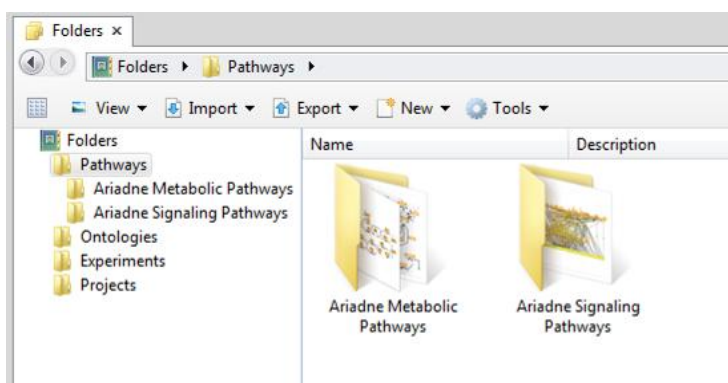 Folders ×
Folders Pathways
View Import Export New Tools
Folders
Pathways
Ariadne Metabolic Pathways
Ariadne Signaling Pathways
Ontologies
Experiments
Projects
Name Description
Ariadne Metabolic
Pathways
Ariadne Signaling
Pathways